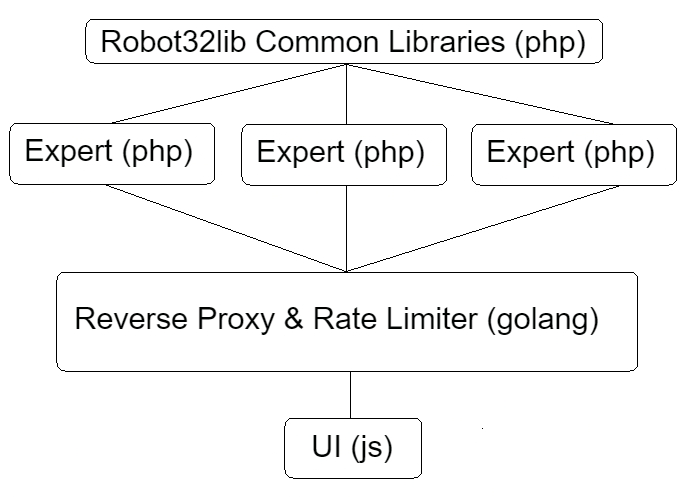 Robot32lib Common Libraries (php)
Expert (php)
Expert (php)
Expert (php)
Reverse Proxy & Rate Limiter (golang)
UI (js)